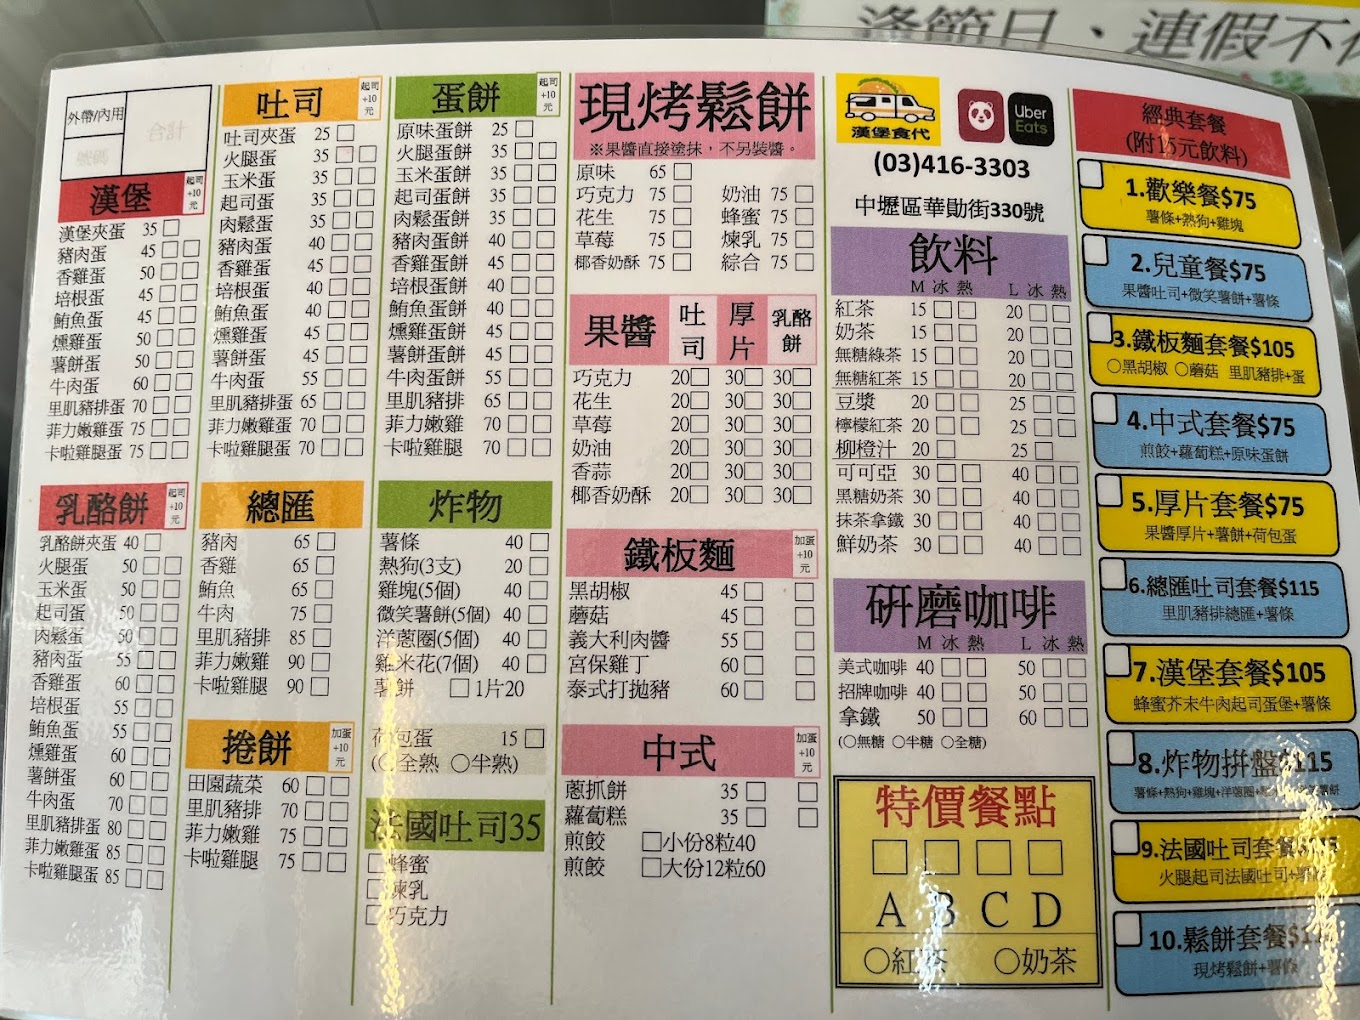 逢節日、連假不
外帶/內用
合計
號碼
漢堡 起司+10元
漢堡夾蛋 35
豬肉蛋 45
香雞蛋 50
培根蛋 45
鮪魚蛋 45
燻雞蛋 50
薯餅蛋 50
牛肉蛋 60
里肌豬排蛋 70
菲力嫩雞蛋 75
卡啦雞腿蛋 75
乳酪餅 起司+10元
乳酪餅夾蛋 40
火腿蛋 50
玉米蛋 50
起司蛋 50
肉鬆蛋 50
豬肉蛋 55
香雞蛋 60
培根蛋 55
鮪魚蛋 55
燻雞蛋 60
薯餅蛋 60
牛肉蛋 70
里肌豬排蛋 80
菲力嫩雞蛋 85
卡啦雞腿蛋 85
吐司 起司+10元
吐司夾蛋 25
火腿蛋 35
玉米蛋 35
起司蛋 35
肉鬆蛋 35
豬肉蛋 40
香雞蛋 45
培根蛋 40
鮪魚蛋 40
燻雞蛋 45
薯餅蛋 45
牛肉蛋 55
里肌豬排蛋 65
菲力嫩雞蛋 70
卡啦雞腿蛋 70
總匯
豬肉 65
香雞 65
鮪魚 65
牛肉 75
里肌豬排 85
菲力嫩雞 90
卡啦雞腿 90
捲餅 加蛋+10元
田園蔬菜 60
里肌豬排 70
菲力嫩雞 75
卡啦雞腿 75
蛋餅 起司+10元
原味蛋餅 25
火腿蛋餅 35
玉米蛋餅 35
起司蛋餅 35
肉鬆蛋餅 35
豬肉蛋餅 40
香雞蛋餅 45
培根蛋餅 40
鮪魚蛋餅 40
燻雞蛋餅 45
薯餅蛋餅 45
牛肉蛋餅 55
里肌豬排 65
菲力嫩雞 70
卡啦雞腿 70
炸物
薯條 40
熱狗(3支) 20
雞塊(5個) 40
微笑薯餅(5個) 40
洋蔥圈(5個) 40
雞米花(7個) 40
薯餅 □1片20
荷包蛋 15
(○全熟 ○半熟)
法國吐司35
□蜂蜜
□煉乳
□巧克力
現烤鬆餅
※果醬直接塗抹，不另裝醬。
原味 65
巧克力 75 奶油 75
花生 75 蜂蜜 75
草莓 75 煉乳 75
椰香奶酥 75 綜合 75
果醬 吐司 厚片 乳酪餅
巧克力 20 30 30
花生 20 30 30
草莓 20 30 30
奶油 20 30 30
香蒜 20 30 30
椰香奶酥 20 30 30
鐵板麵 加蛋+10元
黑胡椒 45
蘑菇 45
義大利肉醬 55
宮保雞丁 60
泰式打拋豬 60
中式 加蛋+10元
蔥抓餅 35
蘿蔔糕 35
煎餃 □小份8粒40
煎餃 □大份12粒60
漢堡食代
Uber Eats
(03)416-3303
中壢區華勛街330號
飲料
M 冰 熱 L 冰 熱
紅茶 15 20
奶茶 15 20
無糖綠茶 15 20
無糖紅茶 15 20
豆漿 20 25
檸檬紅茶 20 25
柳橙汁 20 25
可可亞 30 40
黑糖奶茶 30 40
抹茶拿鐵 30 40
鮮奶茶 30 40
研磨咖啡
M 冰 熱 L 冰 熱
美式咖啡 40 50
招牌咖啡 40 50
拿鐵 50 60
(○無糖 ○半糖 ○全糖)
特價餐點
A B C D
○紅茶 ○奶茶
經典套餐
(附15元飲料)
1.歡樂餐$75
薯條+熱狗+雞塊
2.兒童餐$75
果醬吐司+微笑薯餅+薯條
3.鐵板麵套餐$105
○黑胡椒 ○蘑菇 里肌豬排+蛋
4.中式套餐$75
煎餃+蘿蔔糕+原味蛋餅
5.厚片套餐$75
果醬厚片+薯餅+荷包蛋
6.總匯吐司套餐$115
里肌豬排總匯+薯條
7.漢堡套餐$105
蜂蜜芥末牛肉起司蛋堡+薯條
8.炸物拼盤$115
薯條+熱狗+雞塊+洋蔥圈+
9.法國吐司套餐
火腿起司法國吐司+
10.鬆餅套餐
現烤鬆餅+薯條